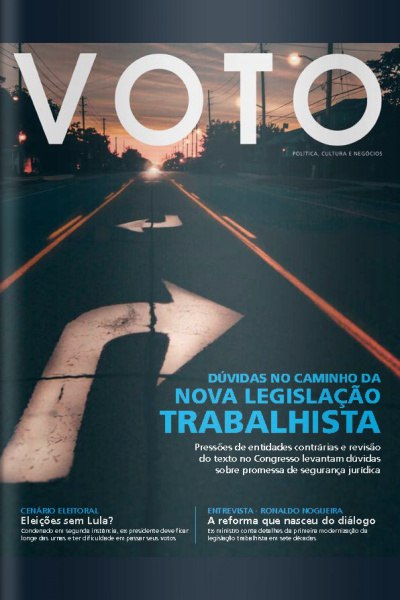 VOTO
POLÍTICA, CULTURA E NEGÓCIOS
DÚVIDAS NO CAMINHO DA
NOVA LEGISLAÇÃO
TRABALHISTA
Pressões de entidades contrárias e revisão
do texto no Congresso levantam dúvidas
sobre promessa de segurança jurídica
CENÁRIO ELEITORAL
Eleições sem Lula?
Condenado em segunda instância, ex-presidente deve ficar
longe das urnas e ter dificuldade em passar seus votos
ENTREVISTA - RONALDO NOGUEIRA
A reforma que nasceu do diálogo
Ex-ministro conta detalhes da primeira modernização da
legislação trabalhista em sete décadas